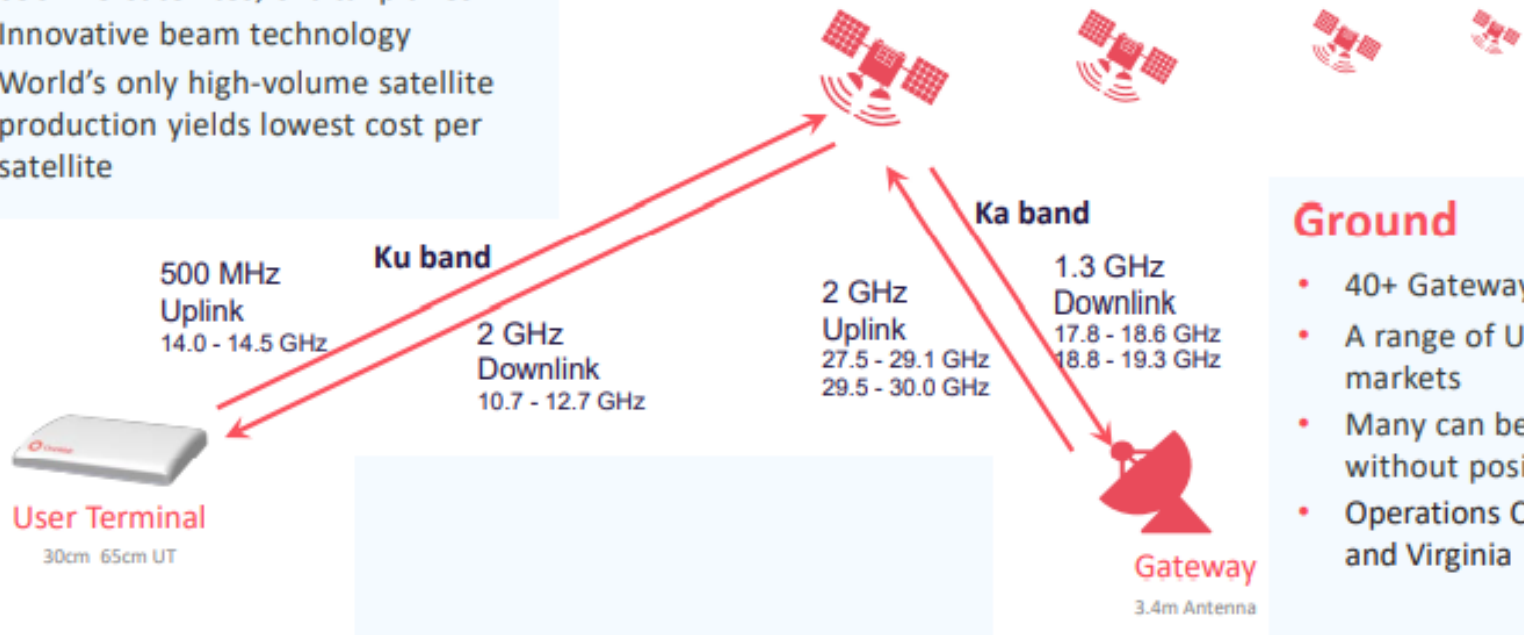 Innovative beam technology
World's only high-volume satellite
production yields lowest cost per
satellite
Ku band
500 MHz
Uplink
14.0 - 14.5 GHz
2 GHz
Downlink
10.7 - 12.7 GHz
Ka band
2 GHz
Uplink
27.5 - 29.1 GHz
29.5 - 30.0 GHz
1.3 GHz
Downlink
17.8 - 18.6 GHz
18.8 - 19.3 GHz
User Terminal
30cm 65cm UT
Gateway
3.4m Antenna
Ground
• 40+ Gateway
• A range of U
markets
• Many can be
without posi
• Operations
and Virginia